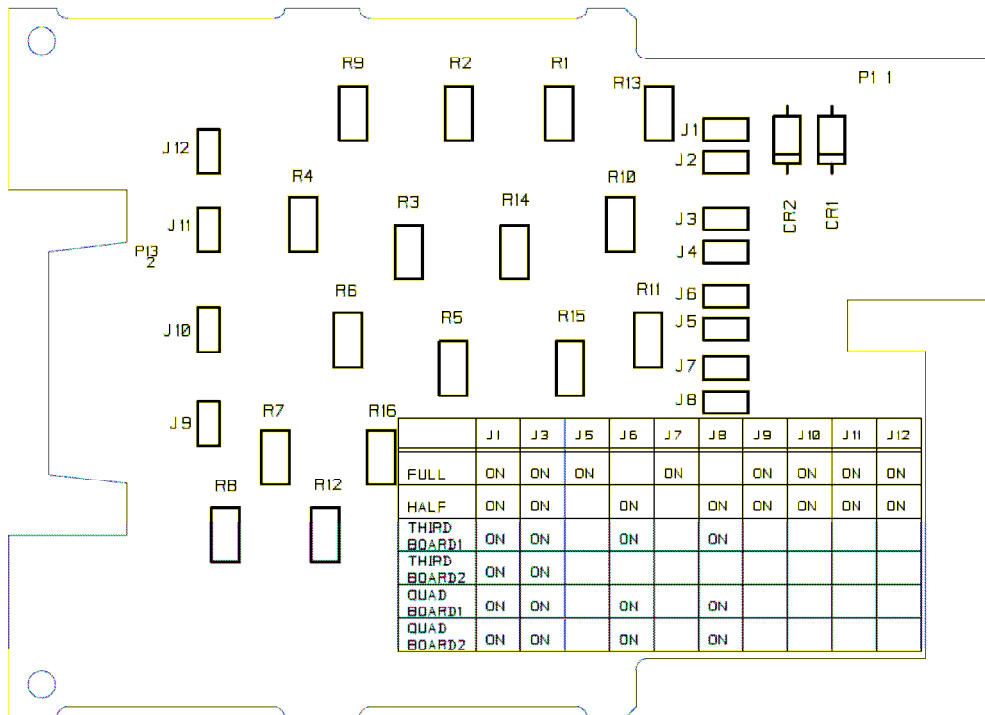 R9 R2 R1
R13
P1 1
J1
J12
J2
R4 R10
R3 R14
J11
J3
CR2 CR1
P13
2
J4
R6 R11
J6
R5 R15
J5
J10
J7
J8
R7 R16
J9
J1 J3 J5 J6 J7 J8 J9 J10 J11 J12
FULL ON ON ON ON ON ON ON ON
R8 R12
HALF ON ON ON ON ON ON ON ON
THIRD
BOARD1 ON ON ON ON
THIRD
BOARD2 ON ON
QUAD
BOARD1 ON ON ON ON
QUAD
BOARD2 ON ON ON ON